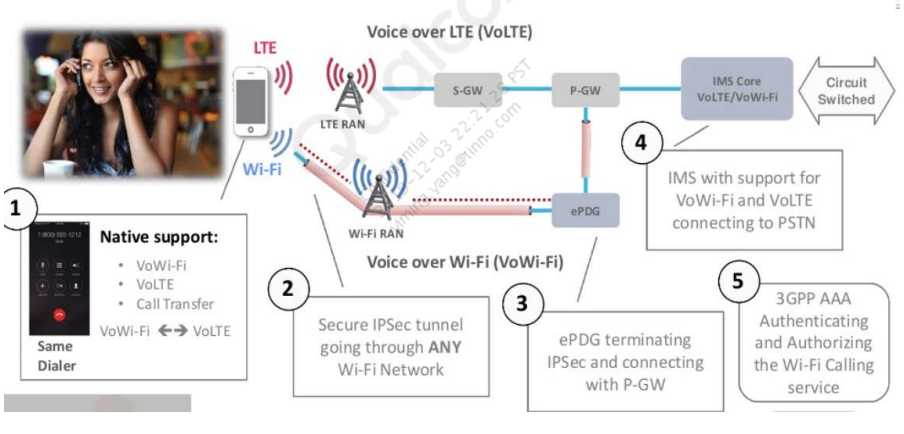 Voice over LTE (VoLTE)
LTE
LTE RAN
S-GW
P-GW
IMS Core
VoLTE/VoWi-Fi
Circuit
Switched
Wi-Fi
Wi-Fi RAN
ePDG
Voice over Wi-Fi (VoWi-Fi)
1
Native support:
• VoWi-Fi
• VoLTE
• Call Transfer
VoWi-Fi ←→ VoLTE
Same
Dialer
2
Secure IPSec tunnel
going through ANY
Wi-Fi Network
3
ePDG terminating
IPSec and connecting
with P-GW
4
IMS with support for
VoWi-Fi and VoLTE
connecting to PSTN
5
3GPP AAA
Authenticating
and Authorizing
the Wi-Fi Calling
service